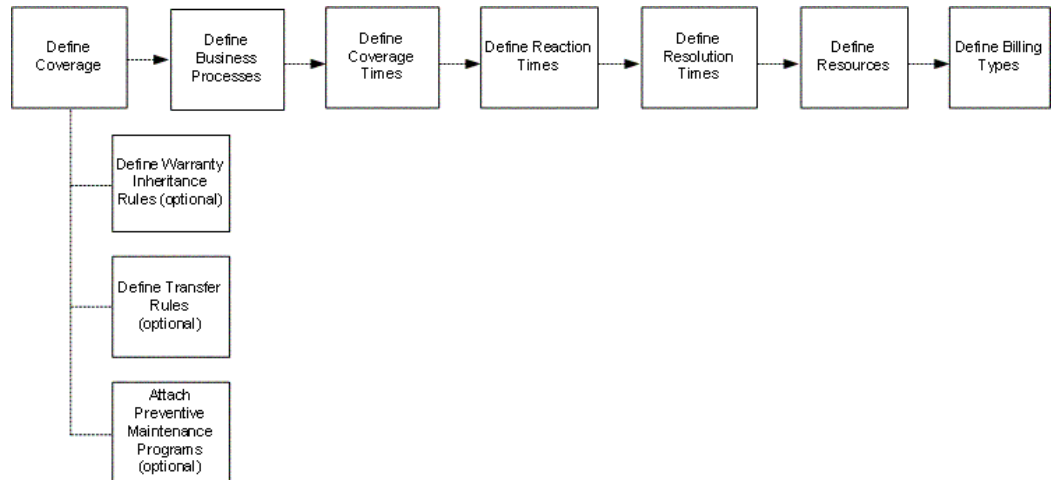 Define
Coverage
Define
Business
Processes
Define
Coverage
Times
Define Reaction
Times
Define
Resolution
Times
Define
Resources
Define Billing
Types
Define Warranty
Inheritance
Rules (optional)
Define Transfer
Rules
(optional)
Attach
Preventive
Maintenance
Programs
(optional)